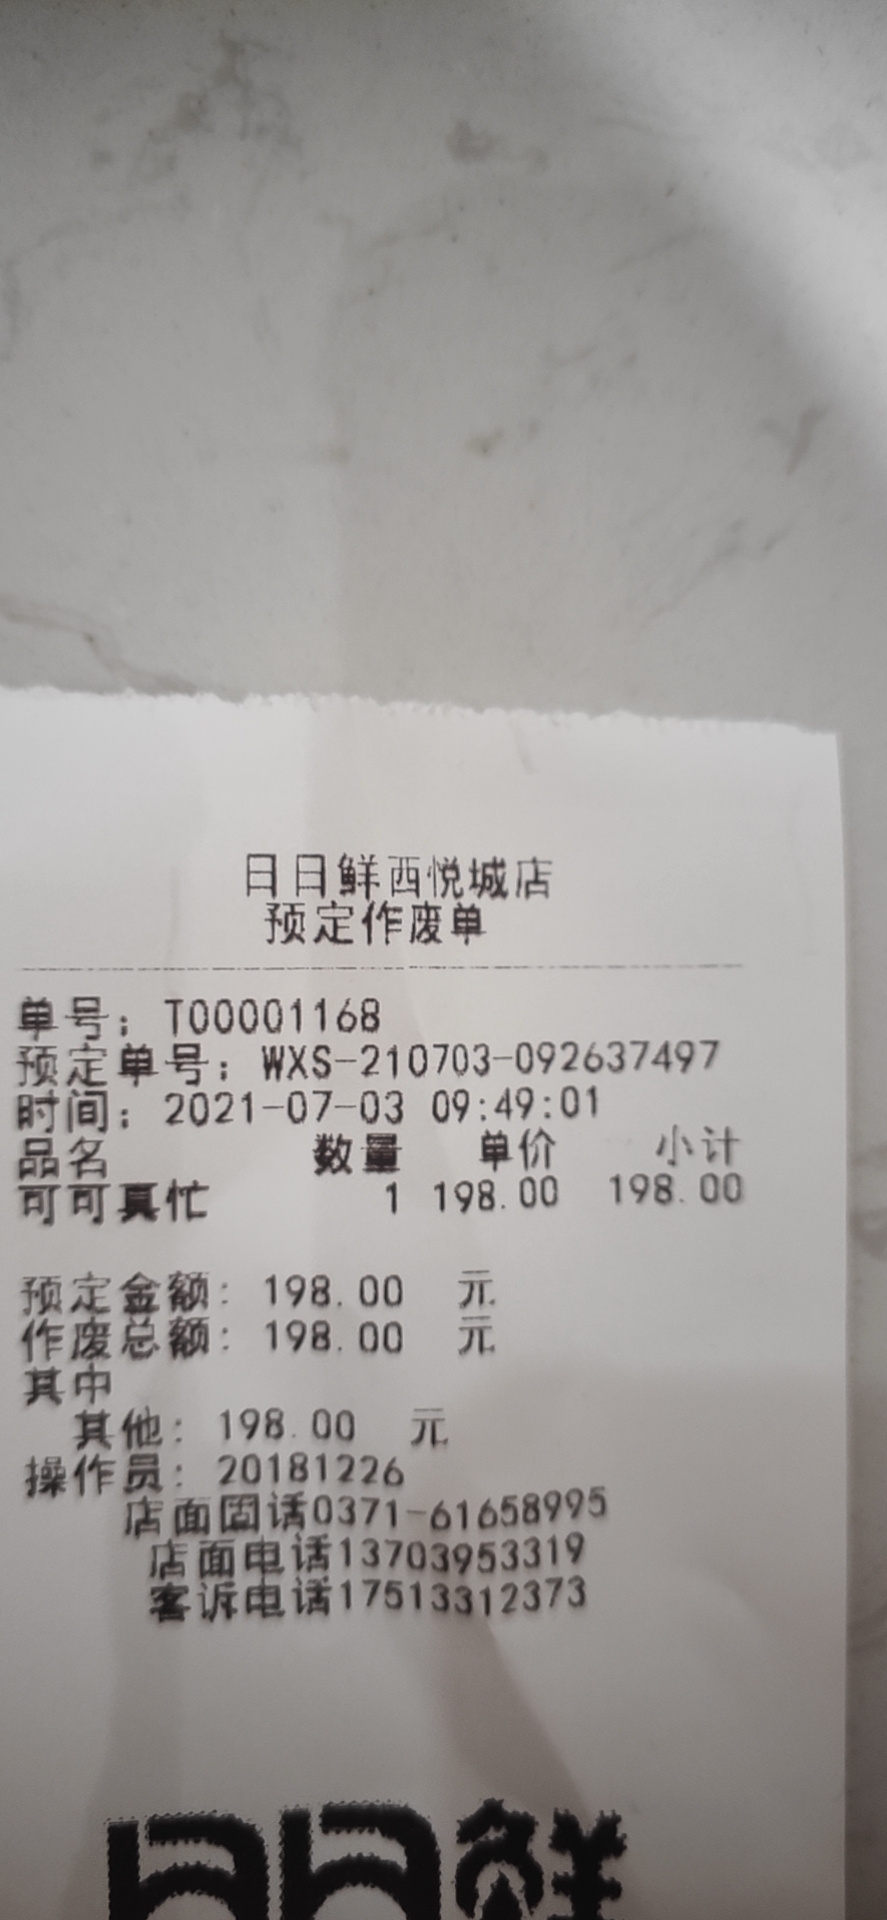 日日鲜西悦城店
预定作废单
单号：T00001168
预定单号：WXS-210703-092637497
时间：2021-07-03 09:49:01
品名 数量 单价 小计
可可真忙 1 198.00 198.00
预定金额：198.00 元
作废总额：198.00 元
其中
其他：198.00 元
操作员：20181226
店面固话0371-61658995
店面电话13703953319
客诉电话17513312373
日日鲜